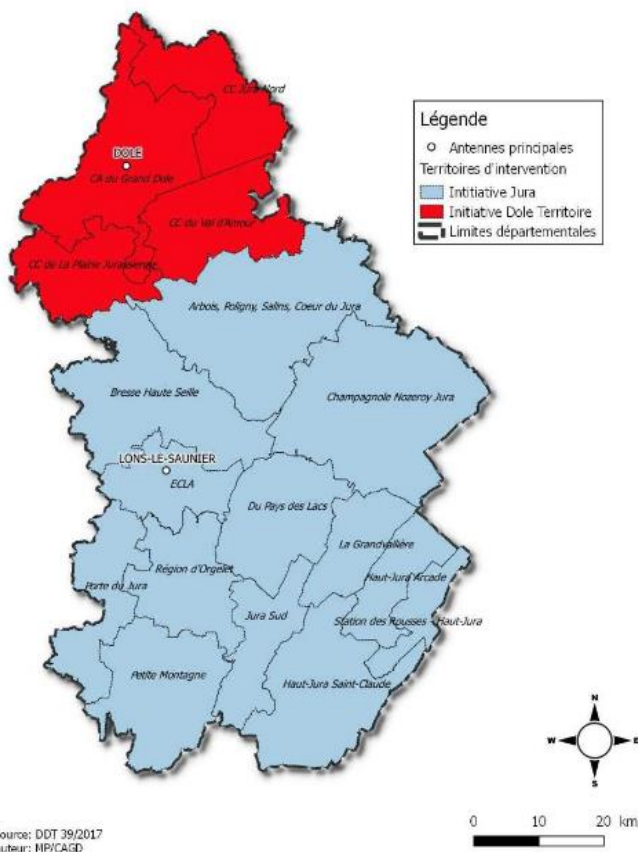 CC Jura Nord
DOLE
CA du Grand Dole
CC du Val d'Amour
CC de La Plaine Jurassienne
Légende
Antennes principales
Territoires d'intervention
Intitiative Jura
Initiative Dole Territoire
Limites départementales
Arbois, Poligny, Salins, Coeur du Jura
Bresse Haute Seille
Champagnole Nozeroy Jura
LONS-LE-SAUNIER
ECLA
Du Pays des Lacs
La Grandvallière
Région d'Orgelet
Haut-Jura Arcade
Porte du Jura
Jura Sud
Station des Rousses - Haut-Jura
Petite Montagne
Haut-Jura Saint-Claude
N
W
E
S
ource: DDT 39/2017
uteur: MP/CAGD
0 10 20 km